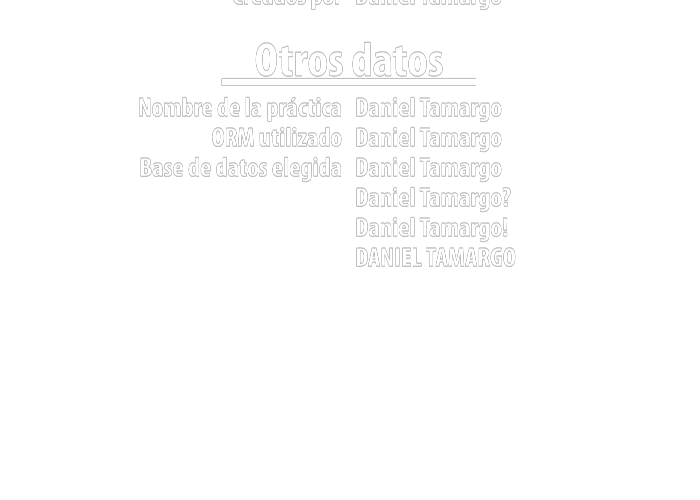 Creados por Daniel Tamargo
Otros datos
Nombre de la práctica Daniel Tamargo
ORM utilizado Daniel Tamargo
Base de datos elegida Daniel Tamargo
Daniel Tamargo?
Daniel Tamargo!
DANIEL TAMARGO